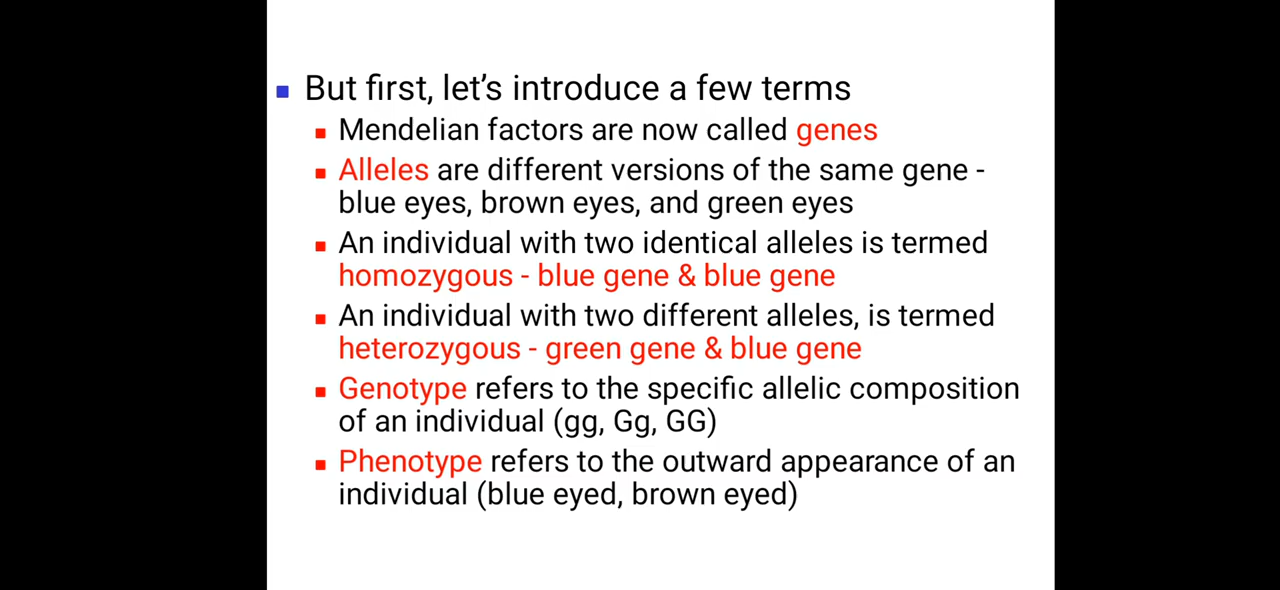 But first, let’s introduce a few terms
Mendelian factors are now called genes
Alleles are different versions of the same gene -
blue eyes, brown eyes, and green eyes
An individual with two identical alleles is termed
homozygous - blue gene & blue gene
An individual with two different alleles, is termed
heterozygous - green gene & blue gene
Genotype refers to the specific allelic composition
of an individual (gg, Gg, GG)
Phenotype refers to the outward appearance of an
individual (blue eyed, brown eyed)